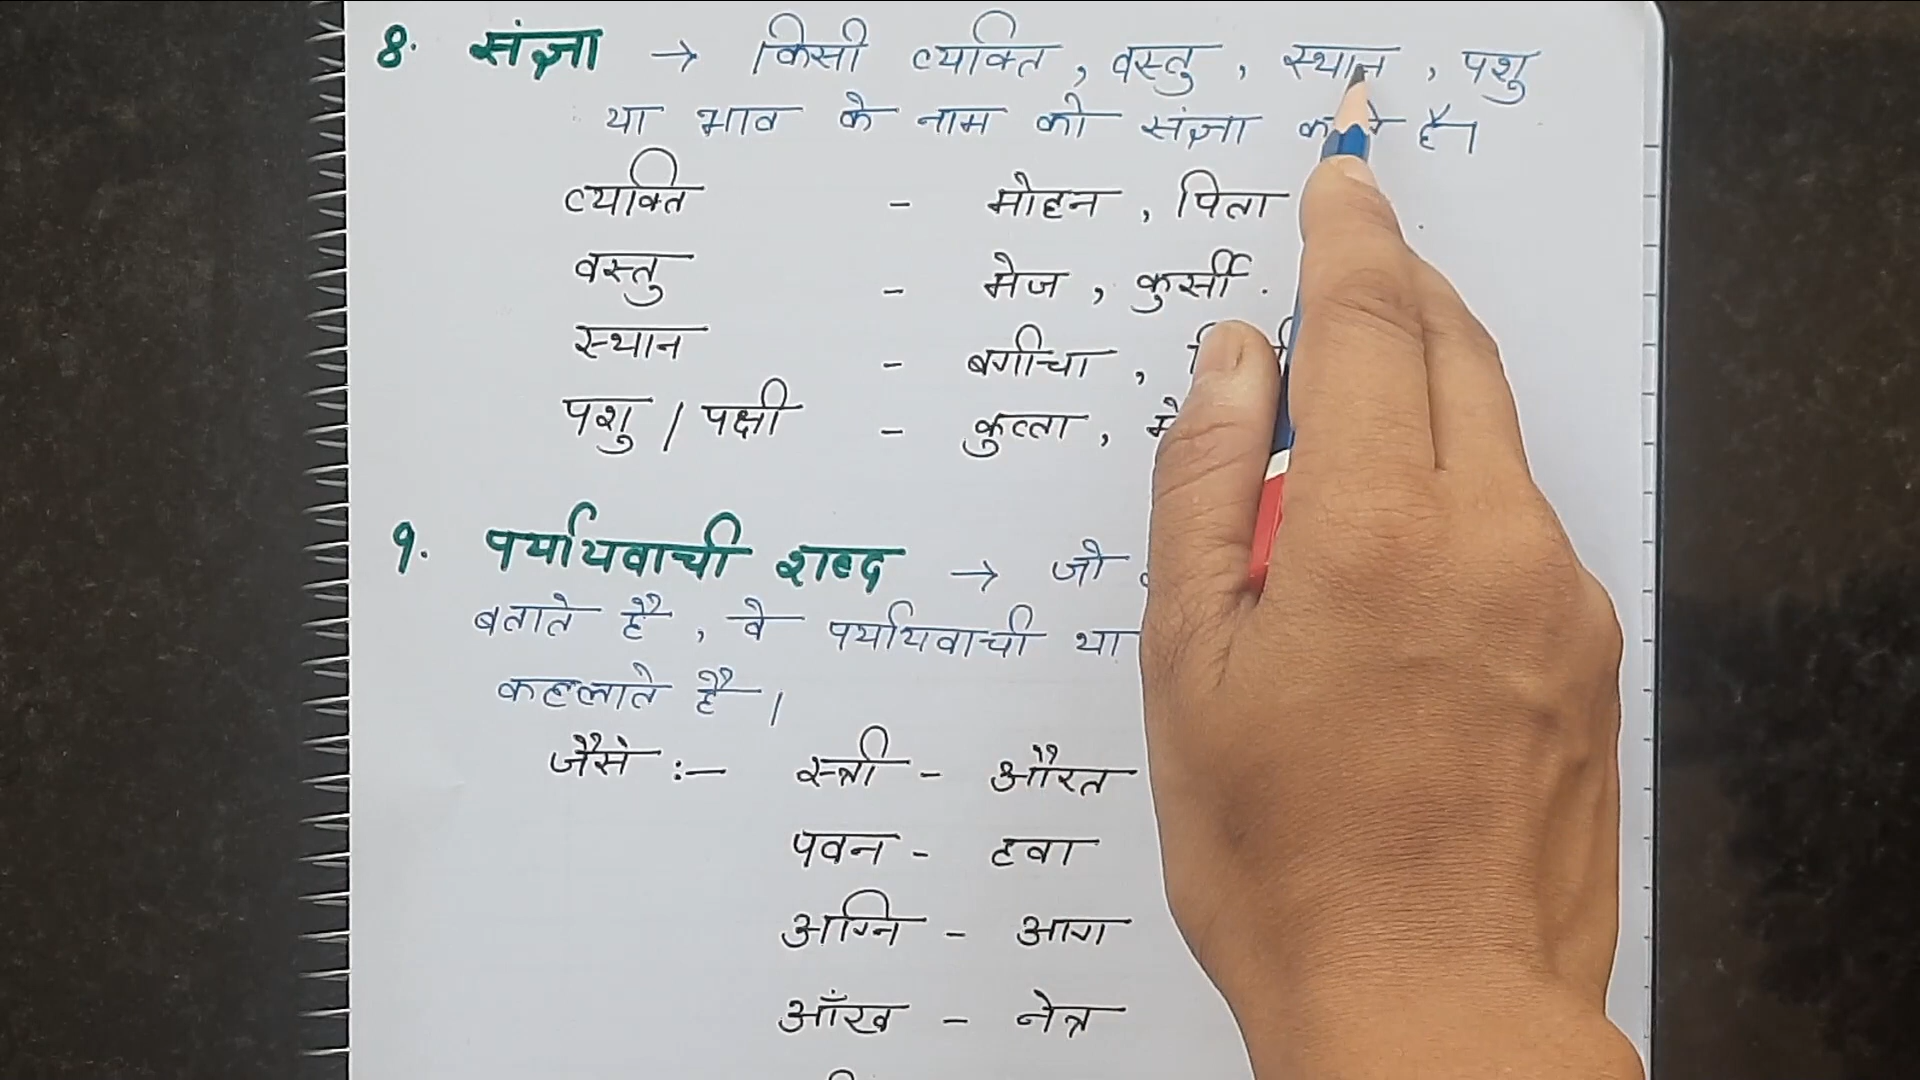 8. संज्ञा → किसी व्यक्ति, वस्तु, स्थान, पशु
या भाव के नाम को संज्ञा है।
व्यक्ति - मोहन, पिता
वस्तु - मेज, कुर्सी.
स्थान - बगीचा,
पशु / पक्षी - कुत्ता,
9. पर्यायवाची शब्द → जो
बताते है, वे पर्यायवाची या
कहलाते है।
जैसे :- स्त्री - औरत
पवन - हवा
अग्नि - आग
आँख - नेत्र